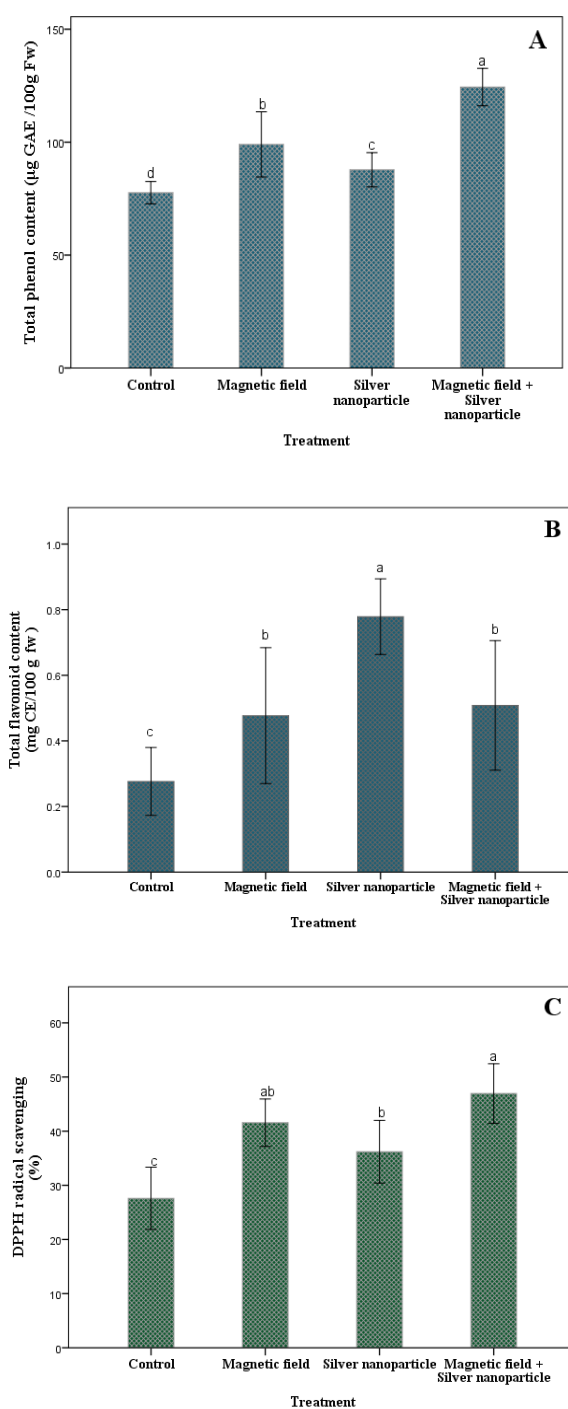 A
Total phenol content (µg GAE /100g Fw)
150
100
50
0
d
b
c
a
Control
Magnetic field
Silver
nanoparticle
Magnetic field +
Silver
nanoparticle
Treatment
B
Total flavonoid content
(mg CE/100 g fw )
1.0
0.8
0.6
0.4
0.2
0.0
c
b
a
b
Control
Magnetic field
Silver nanoparticle
Magnetic field +
Silver nanoparticle
Treatment
C
DPPH radical scavenging
(%)
60
50
40
30
20
10
0
c
ab
b
a
Control
Magnetic field
Silver nanoparticle
Magnetic field +
Silver nanoparticle
Treatment